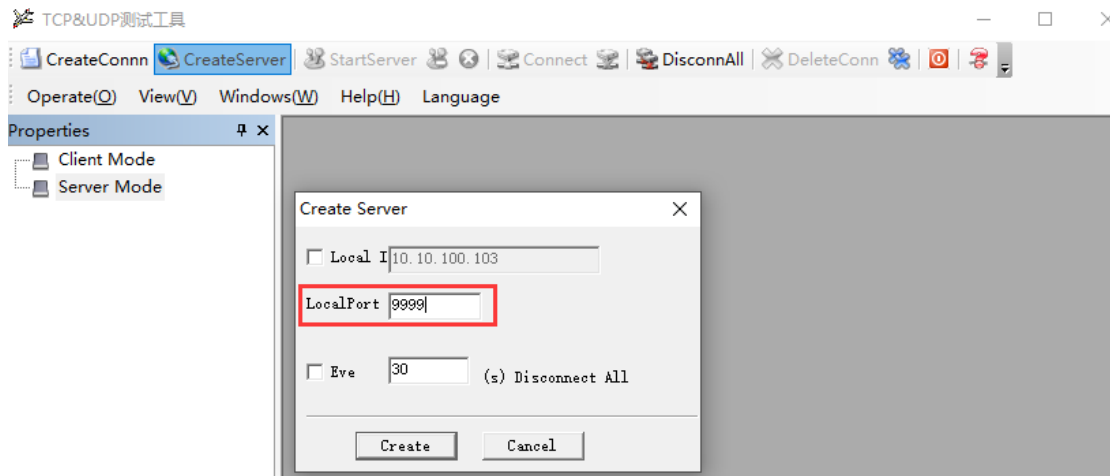 TCP&UDP测试工具
CreateConnn CreateServer StartServer Connect DisconnAll DeleteConn
Operate(O) View(V) Windows(W) Help(H) Language
Properties
Client Mode
Server Mode
Create Server
Local I 10.10.100.103
LocalPort 9999
Eve 30 (s) Disconnect All
Create Cancel